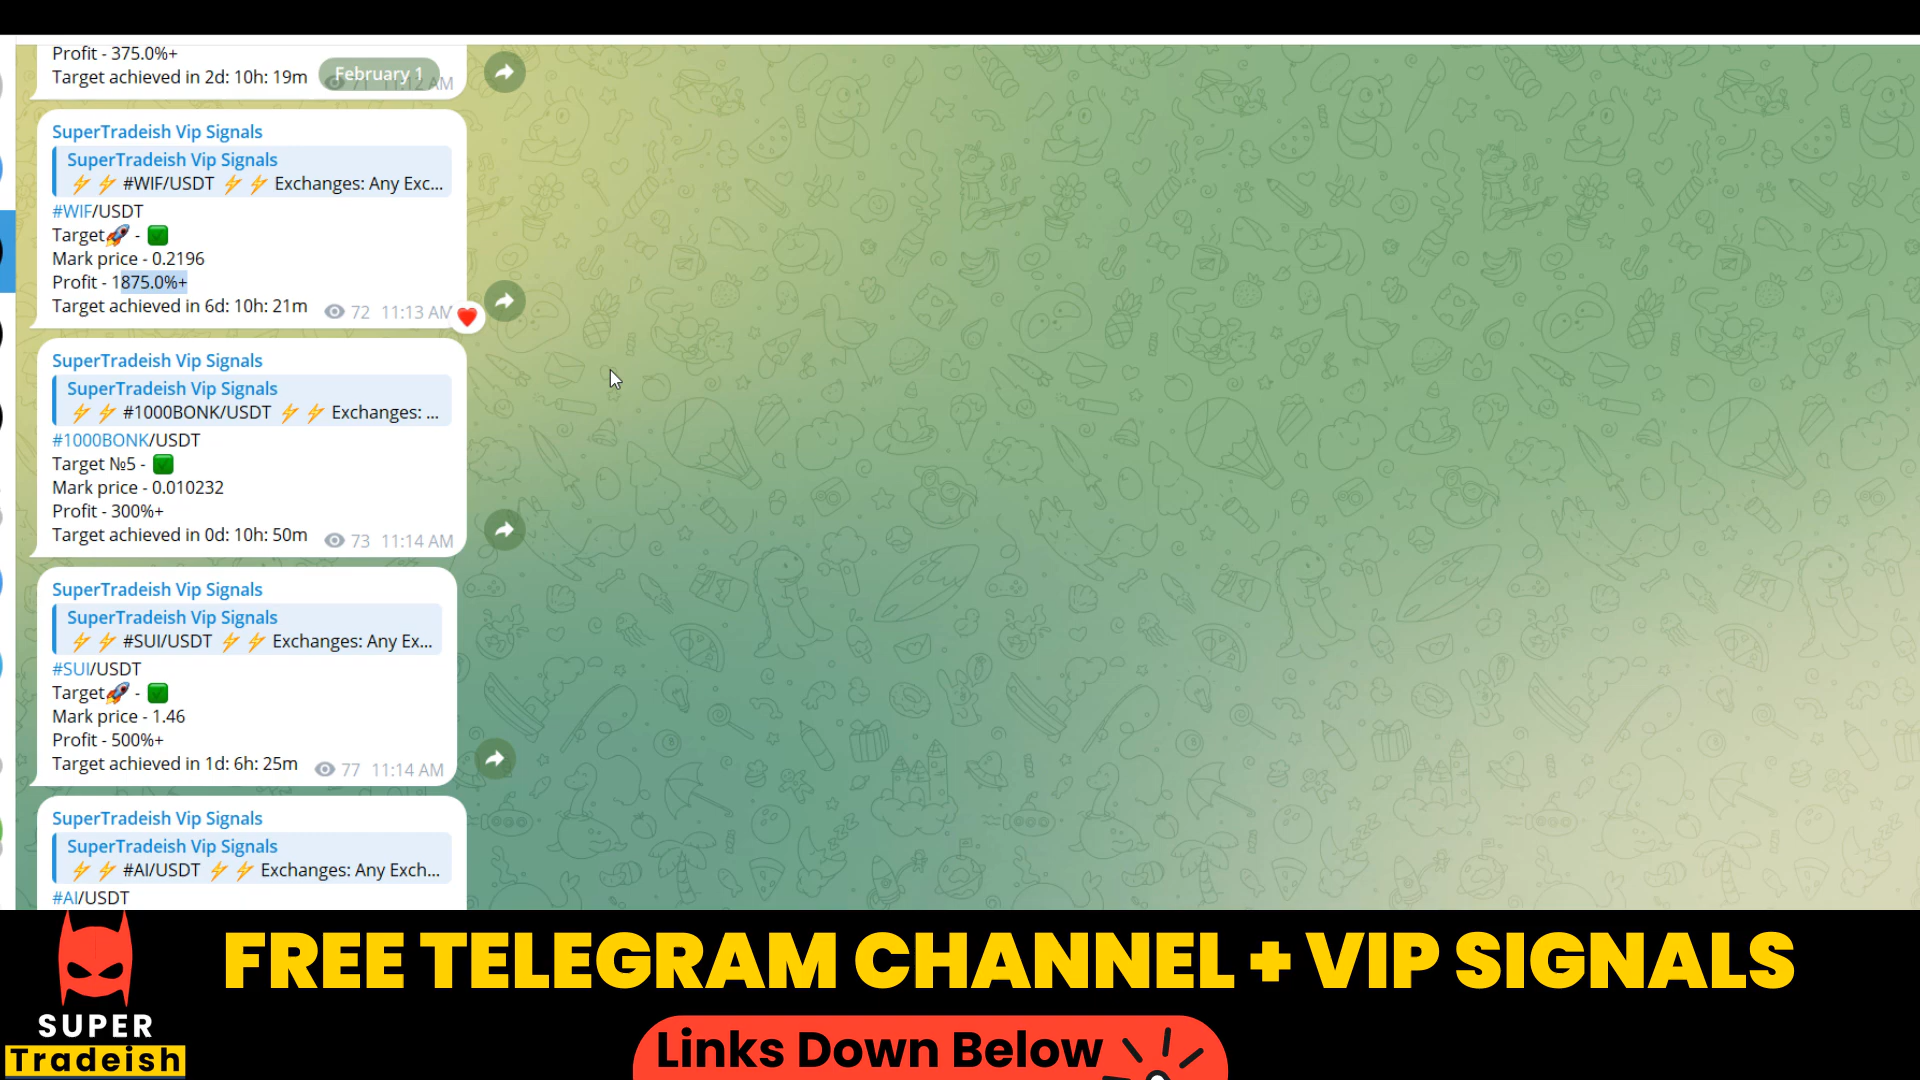 Profit - 375.0%+
Target achieved in 2d: 10h: 19m
February 1
SuperTradeish Vip Signals
SuperTradeish Vip Signals
⚡⚡ #WIF/USDT ⚡⚡ Exchanges: Any Exc...
#WIF/USDT
Target🚀 - ✅
Mark price - 0.2196
Profit - 1875.0%+
Target achieved in 6d: 10h: 21m
72 11:13 AM
SuperTradeish Vip Signals
SuperTradeish Vip Signals
⚡⚡ #1000BONK/USDT ⚡⚡ Exchanges: ...
#1000BONK/USDT
Target №5 - ✅
Mark price - 0.010232
Profit - 300%+
Target achieved in 0d: 10h: 50m
73 11:14 AM
SuperTradeish Vip Signals
SuperTradeish Vip Signals
⚡⚡ #SUI/USDT ⚡⚡ Exchanges: Any Ex...
#SUI/USDT
Target🚀 - ✅
Mark price - 1.46
Profit - 500%+
Target achieved in 1d: 6h: 25m
77 11:14 AM
SuperTradeish Vip Signals
SuperTradeish Vip Signals
⚡⚡ #AI/USDT ⚡⚡ Exchanges: Any Exch...
#AI/USDT
FREE TELEGRAM CHANNEL + VIP SIGNALS
SUPER
Tradeish
Links Down Below